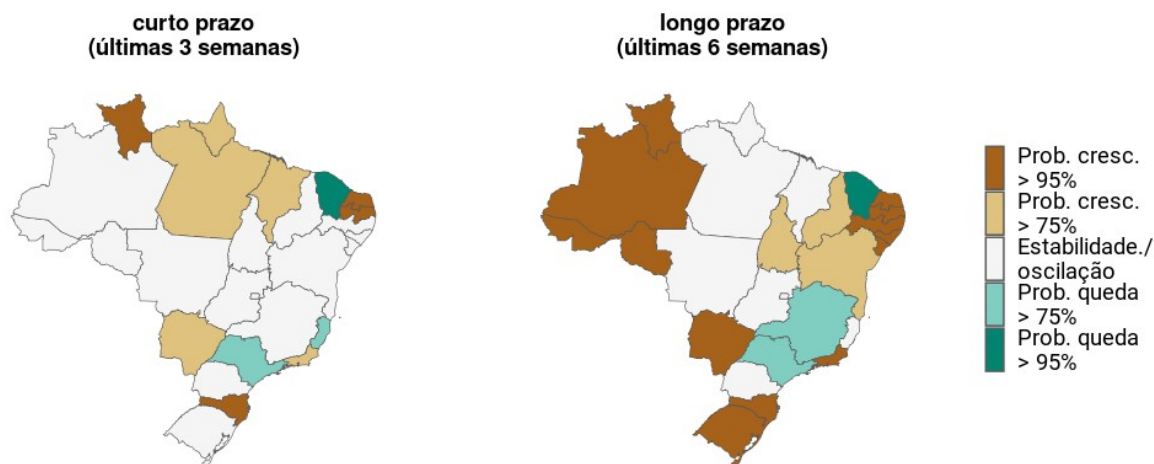 curto prazo
(últimas 3 semanas)
longo prazo
(últimas 6 semanas)
Prob. cresc.
> 95%
Prob. cresc.
> 75%
Estabilidade./
oscilação
Prob. queda
> 75%
Prob. queda
> 95%